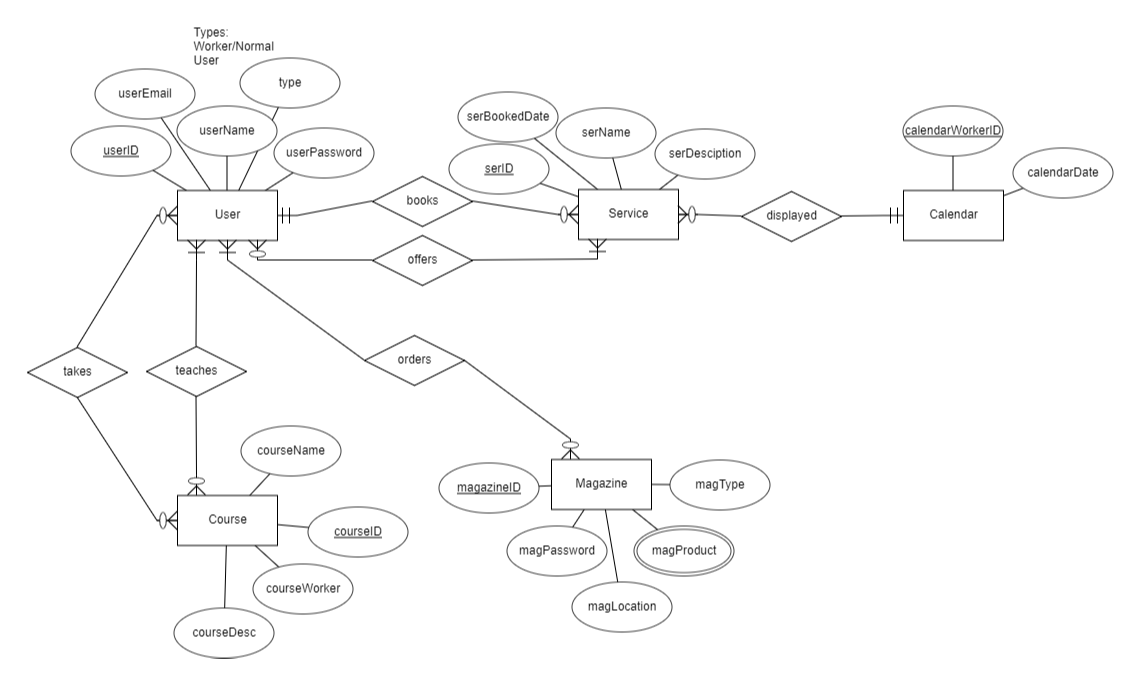 Types:
Worker/Normal
User
userEmail
type
userName
userID
userPassword
User
serBookedDate
serName
serID
serDesciption
Service
calendarWorkerID
calendarDate
Calendar
books
displayed
offers
takes
teaches
orders
courseName
Course
courseID
courseWorker
courseDesc
Magazine
magazineID
magType
magPassword
magProduct
magLocation